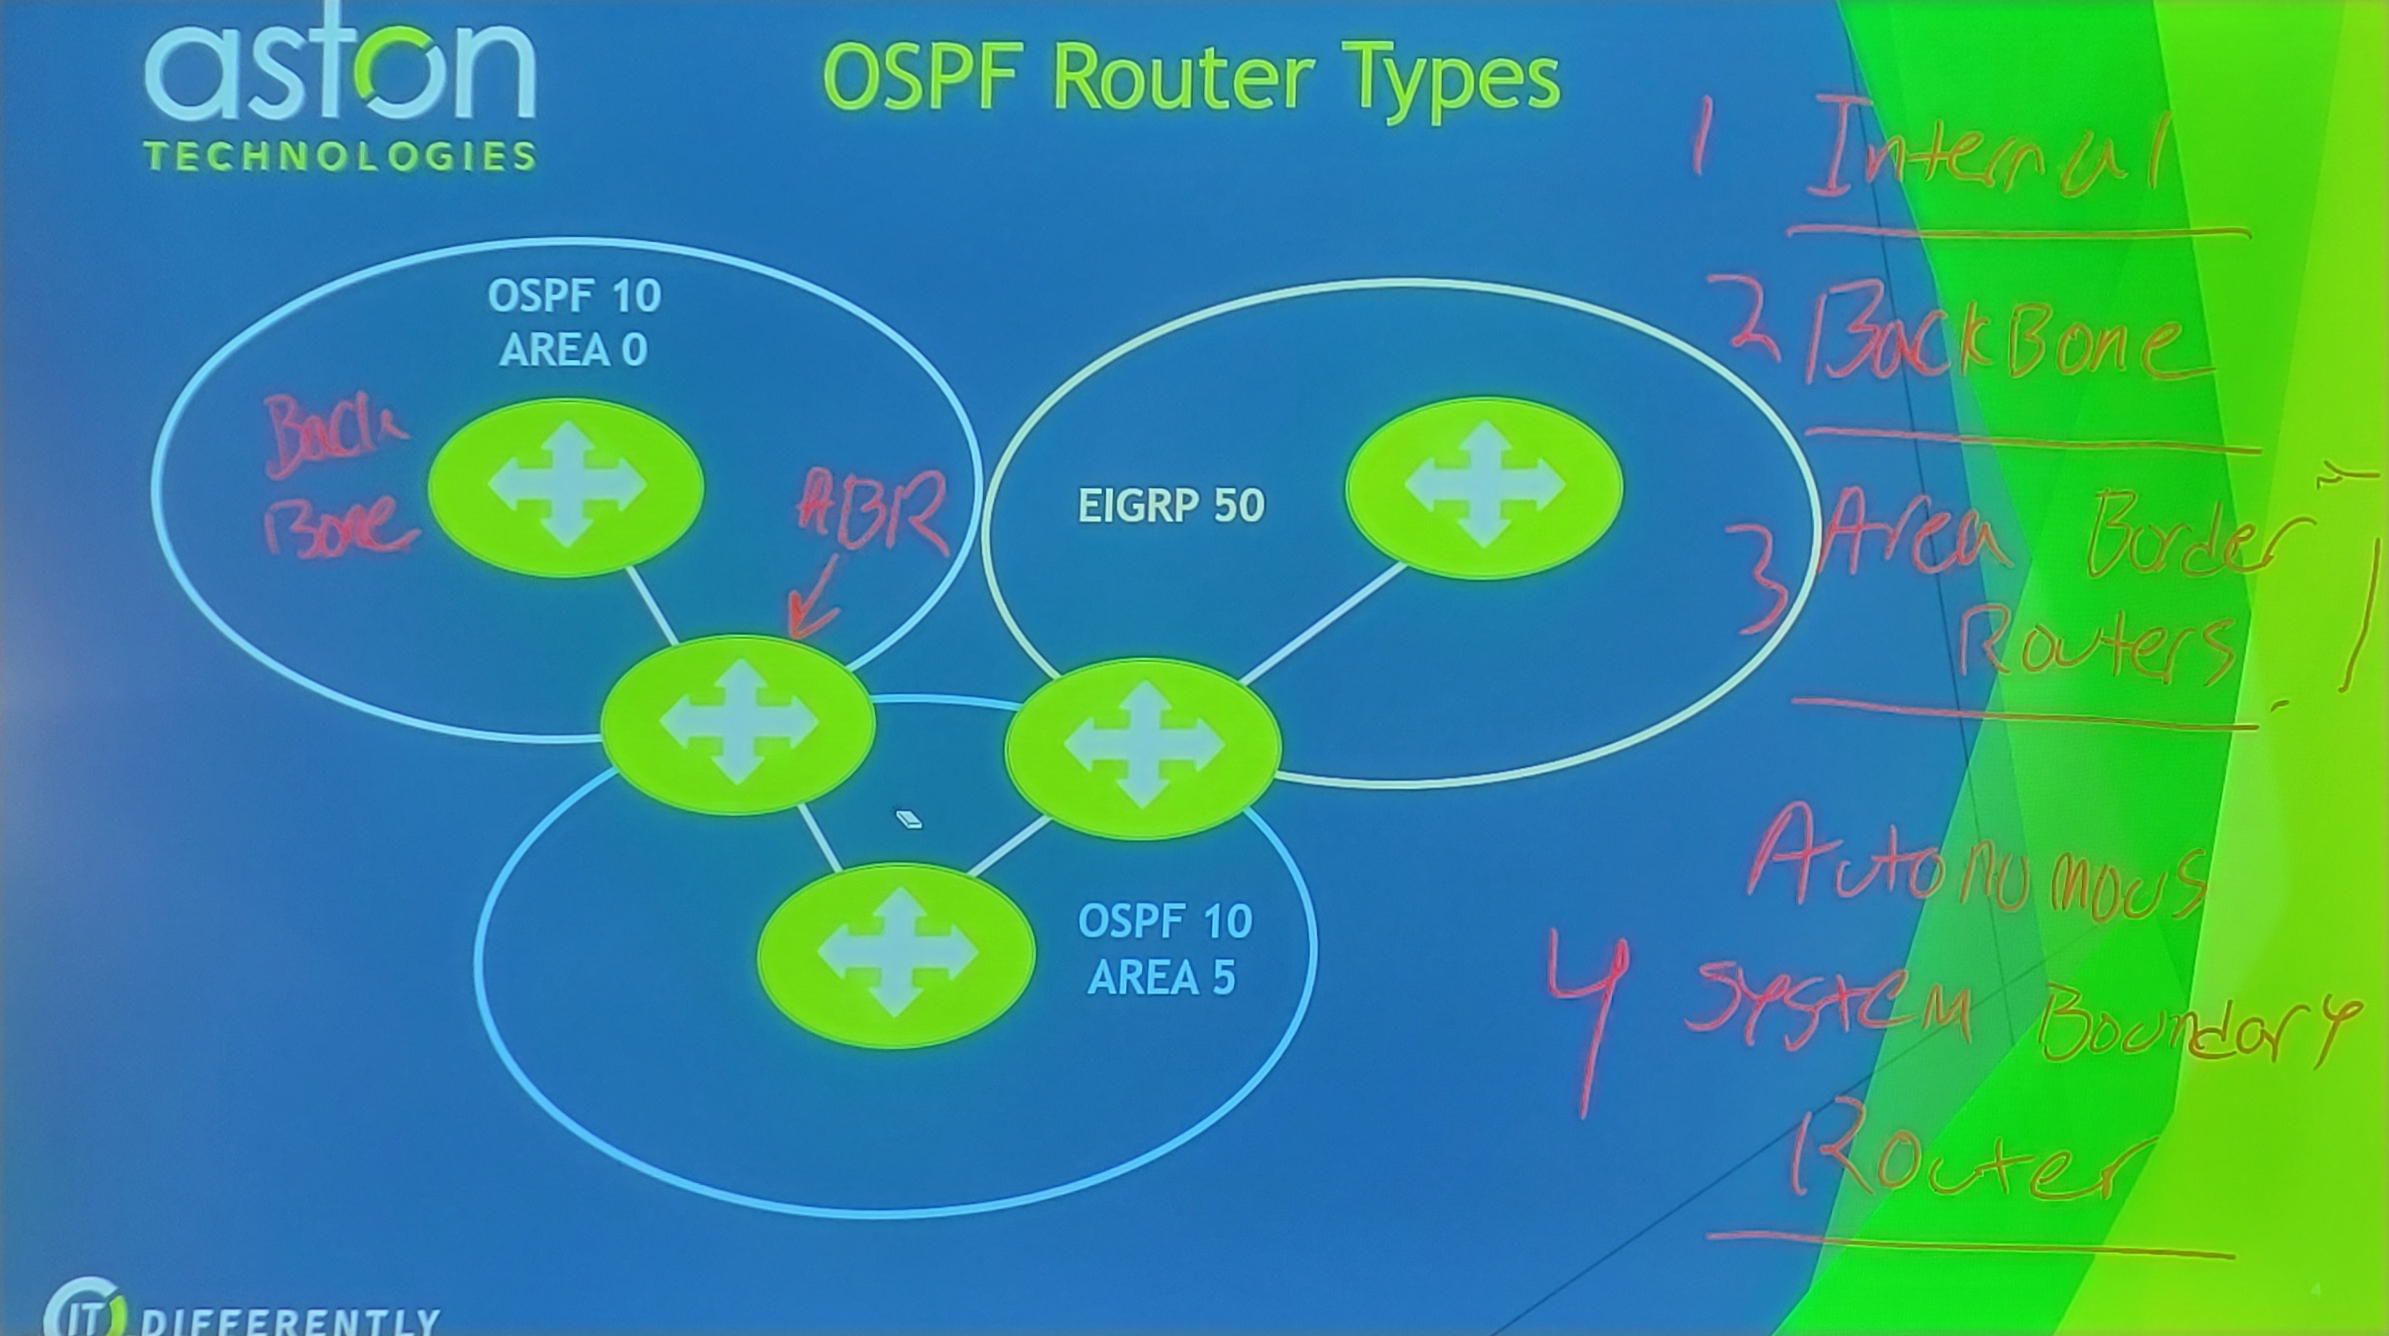 aston
TECHNOLOGIES
OSPF Router Types
1 Internal
2 BackBone
3 Area Border
Routers
Autonomous
4 System Boundary
Router
OSPF 10
AREA 0
Back
Bone
ABR
EIGRP 50
OSPF 10
AREA 5
IT DIFFERENTLY
4